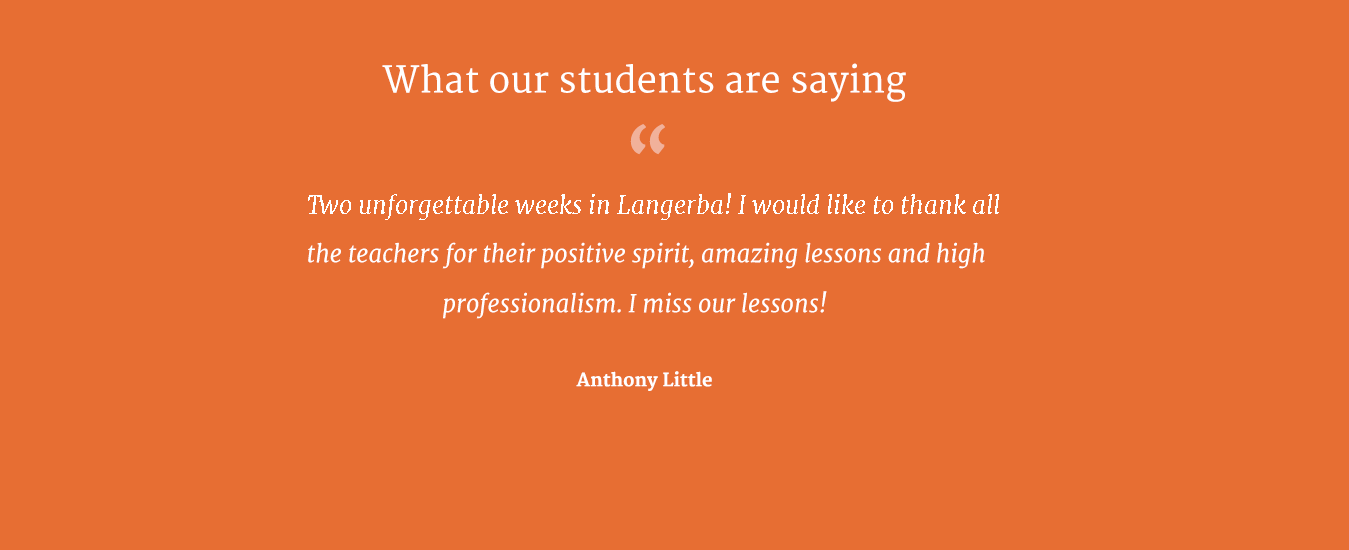 What our students are saying
“
Two unforgettable weeks in Langerba! I would like to thank all
the teachers for their positive spirit, amazing lessons and high
professionalism. I miss our lessons!
Anthony Little